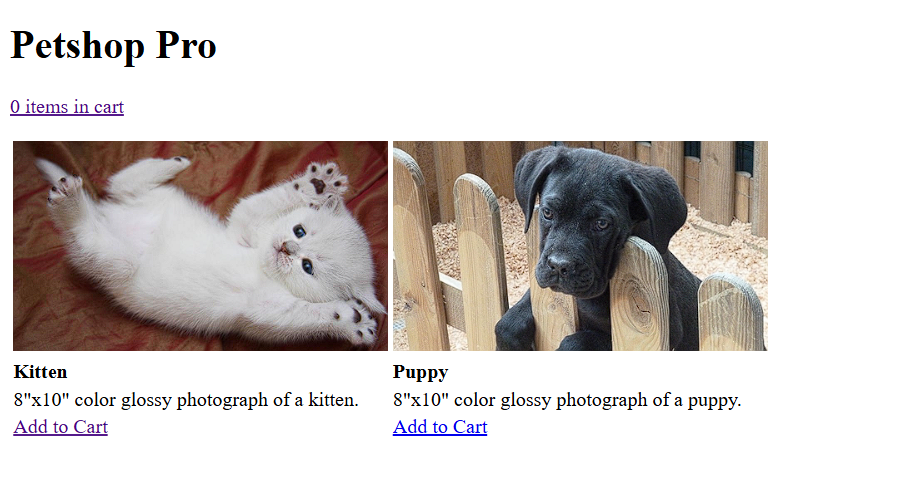 Petshop Pro
0 items in cart
Kitten
8"x10" color glossy photograph of a kitten.
Add to Cart
Puppy
8"x10" color glossy photograph of a puppy.
Add to Cart